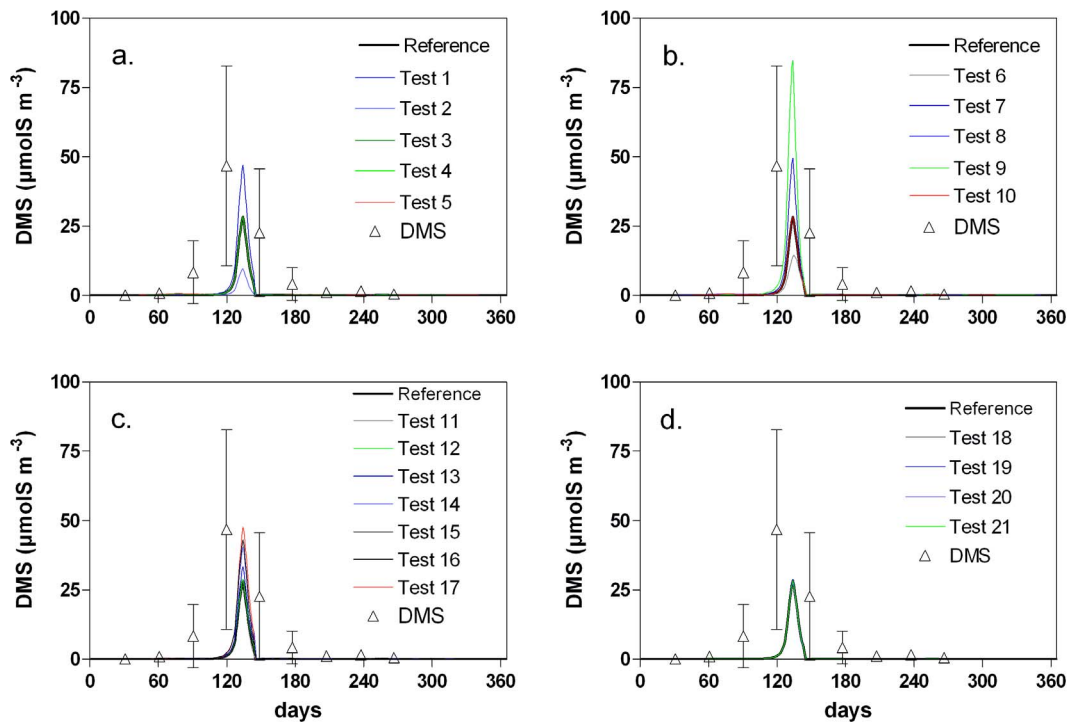 a.
DMS (µmolS m⁻³)
100
75
50
25
0
0 60 120 180 240 300 360
Reference
Test 1
Test 2
Test 3
Test 4
Test 5
DMS
b.
DMS (µmolS m⁻³)
100
75
50
25
0
0 60 120 180 240 300 360
Reference
Test 6
Test 7
Test 8
Test 9
Test 10
DMS
c.
DMS (µmolS m⁻³)
100
75
50
25
0
0 60 120 180 240 300 360
days
Reference
Test 11
Test 12
Test 13
Test 14
Test 15
Test 16
Test 17
DMS
d.
DMS (µmolS m⁻³)
100
75
50
25
0
0 60 120 180 240 300 360
days
Reference
Test 18
Test 19
Test 20
Test 21
DMS